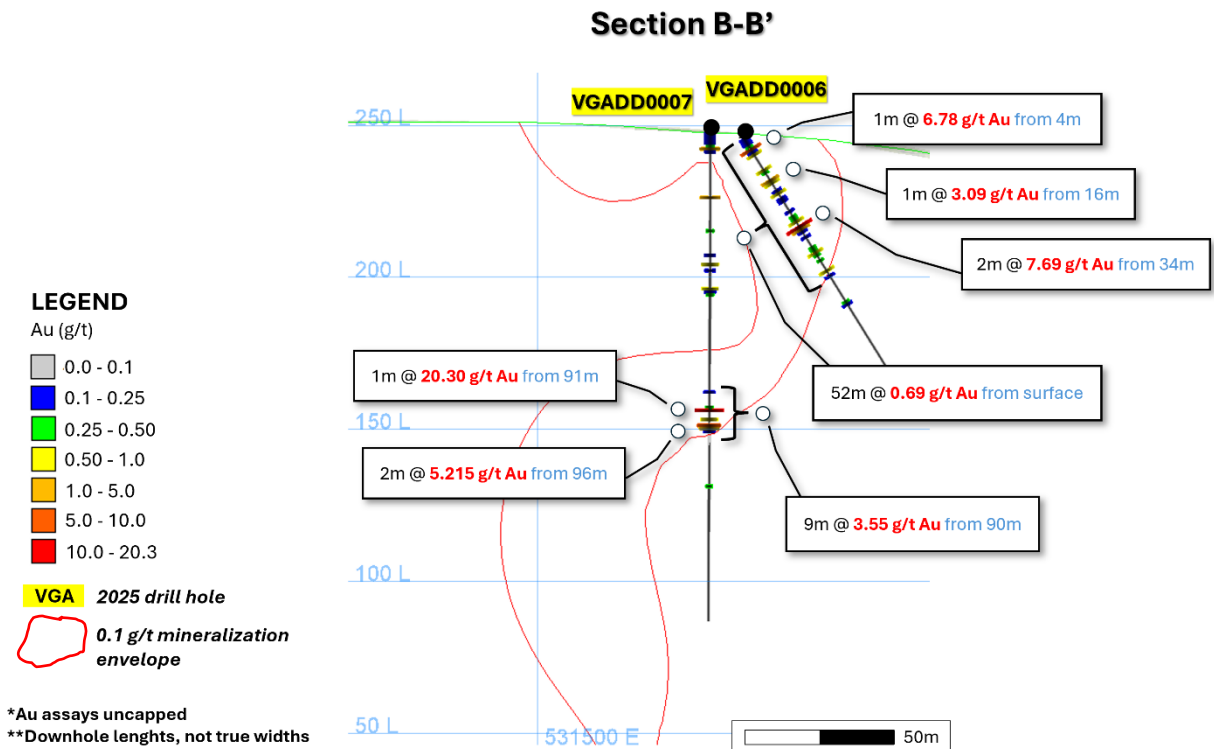 Section B-B’
VGADD0007
VGADD0006
250 L
1m @ 6.78 g/t Au from 4m
1m @ 3.09 g/t Au from 16m
2m @ 7.69 g/t Au from 34m
200 L
LEGEND
Au (g/t)
0.0 - 0.1
0.1 - 0.25
0.25 - 0.50
0.50 - 1.0
1.0 - 5.0
5.0 - 10.0
10.0 - 20.3
VGA 2025 drill hole
0.1 g/t mineralization
envelope
*Au assays uncapped
**Downhole lenghts, not true widths
1m @ 20.30 g/t Au from 91m
52m @ 0.69 g/t Au from surface
150 L
2m @ 5.215 g/t Au from 96m
9m @ 3.55 g/t Au from 90m
100 L
50 L
531500 E
50m